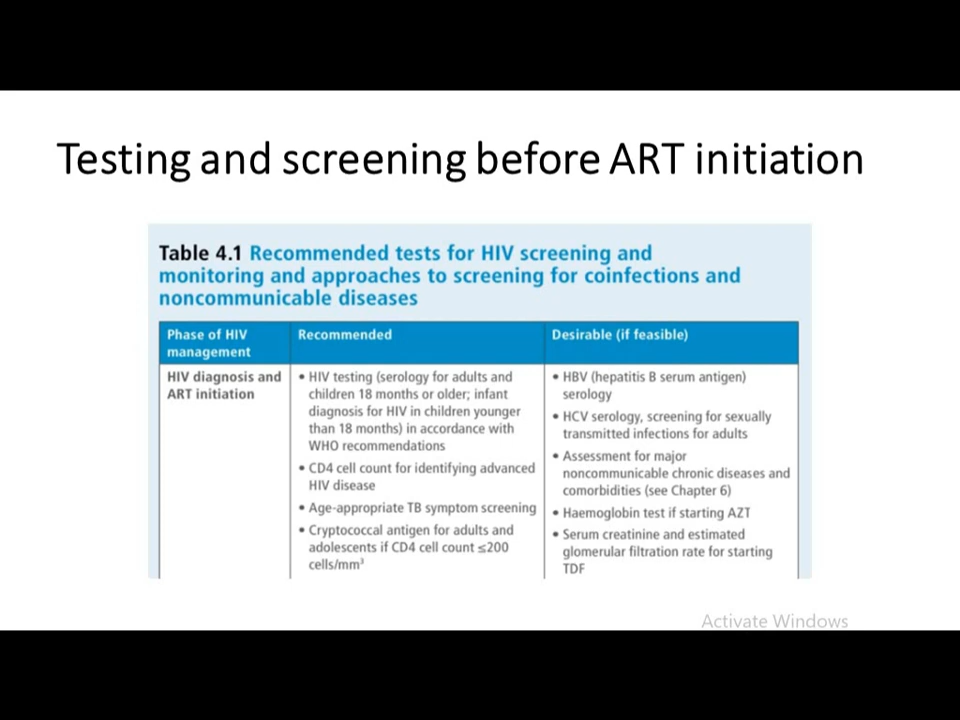 Testing and screening before ART initiation
Table 4.1 Recommended tests for HIV screening and
monitoring and approaches to screening for coinfections and
noncommunicable diseases
Phase of HIV
management
Recommended
Desirable (if feasible)
HIV diagnosis and
ART initiation
• HIV testing (serology for adults and
children 18 months or older; infant
diagnosis for HIV in children younger
than 18 months) in accordance with
WHO recommendations
• CD4 cell count for identifying advanced
HIV disease
• Age-appropriate TB symptom screening
• Cryptococcal antigen for adults and
adolescents if CD4 cell count ≤200
cells/mm³
• HBV (hepatitis B serum antigen)
serology
• HCV serology, screening for sexually
transmitted infections for adults
• Assessment for major
noncommunicable chronic diseases and
comorbidities (see Chapter 6)
• Haemoglobin test if starting AZT
• Serum creatinine and estimated
glomerular filtration rate for starting
TDF
Activate Windows